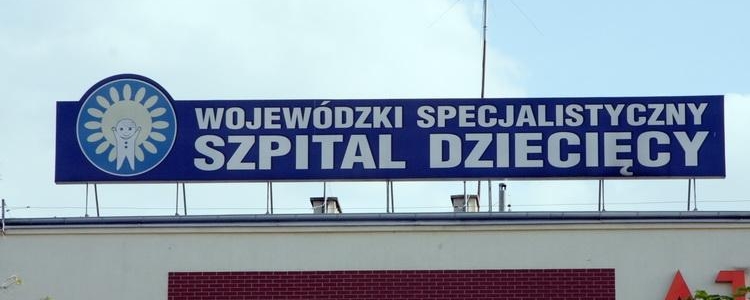 WOJEWÓDZKI SPECJALISTYCZNY
SZPITAL DZIECIĘCY